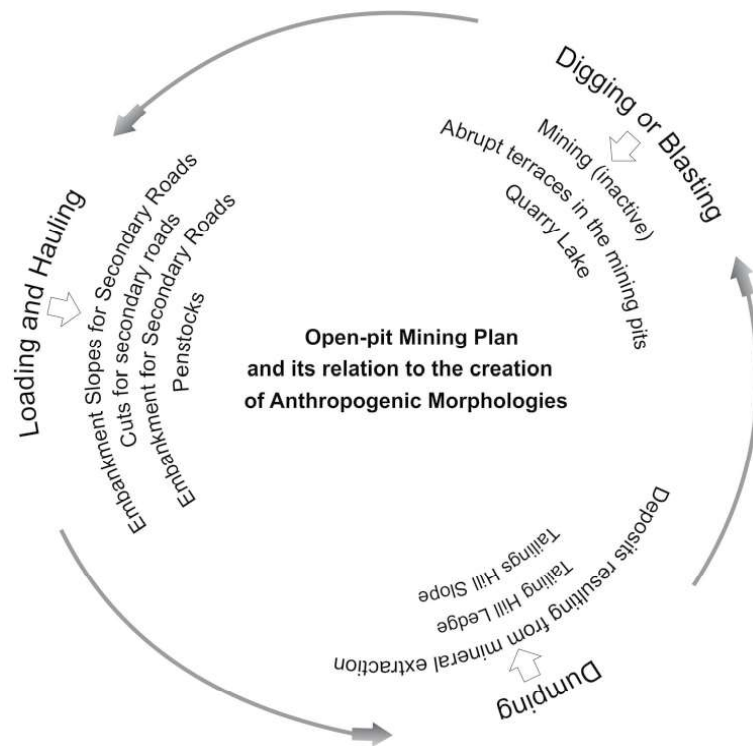 Open-pit Mining Plan
and its relation to the creation
of Anthropogenic Morphologies
Digging or Blasting
Mining (inactive)
Abrupt terraces in the mining pits
Quarry Lake
Loading and Hauling
Embankment Slopes for Secondary Roads
Cuts for secondary roads
Embankment for Secondary Roads
Penstocks
Dumping
Deposits resulting from mineral extraction
Tailing Hill Ledge
Tailings Hill Slope